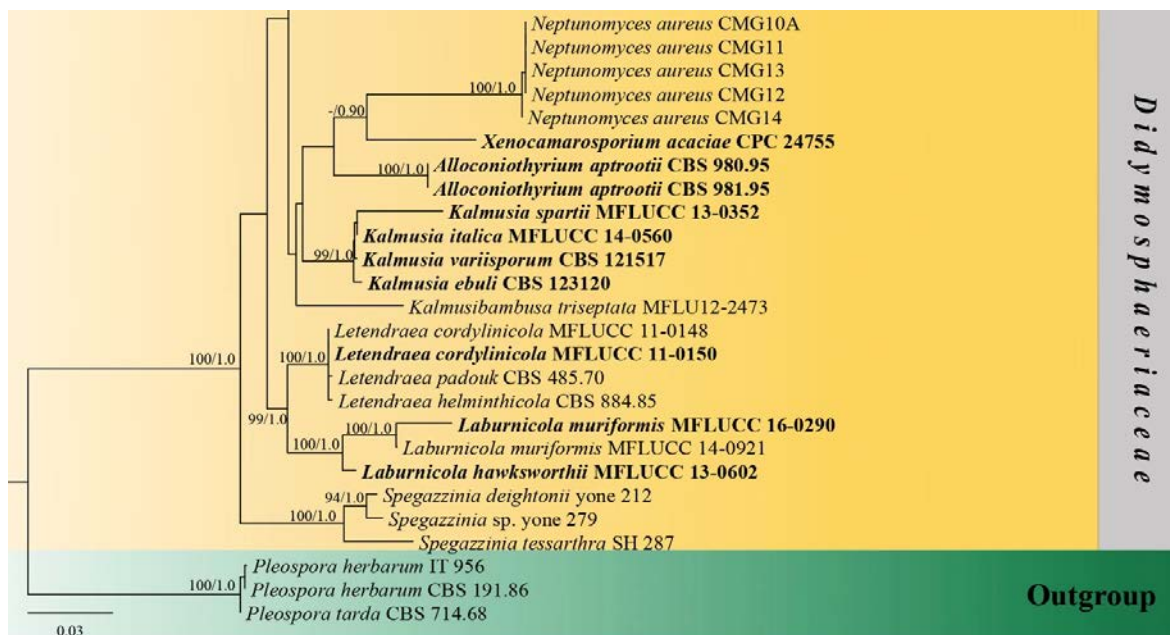 Neptunomyces aureus CMG10A
Neptunomyces aureus CMG11
Neptunomyces aureus CMG13
100/1.0
Neptunomyces aureus CMG12
-/0.90
Neptunomyces aureus CMG14
Xenocamarosporium acaciae CPC 24755
100/1.0
Alloconiothyrium aptrootii CBS 980.95
Alloconiothyrium aptrootii CBS 981.95
Kalmusia spartii MFLUCC 13-0352
Kalmusia italica MFLUCC 14-0560
99/1.0
Kalmusia variisporum CBS 121517
Kalmusia ebuli CBS 123120
Kalmusibambusa triseptata MFLU12-2473
Letendraea cordylinicola MFLUCC 11-0148
100/1.0
100/1.0
Letendraea cordylinicola MFLUCC 11-0150
Letendraea padouk CBS 485.70
Letendraea helminthicola CBS 884.85
99/1.0
100/1.0
Laburnicola muriformis MFLUCC 16-0290
100/1.0
Laburnicola muriformis MFLUCC 14-0921
Laburnicola hawksworthii MFLUCC 13-0602
94/1.0
Spegazzinia deightonii yone 212
100/1.0
Spegazzinia sp. yone 279
Spegazzinia tessarthra SH 287
Didymosphaeriaceae
Pleospora herbarum IT 956
100/1.0
Pleospora herbarum CBS 191.86
Pleospora tarda CBS 714.68
Outgroup
0.03